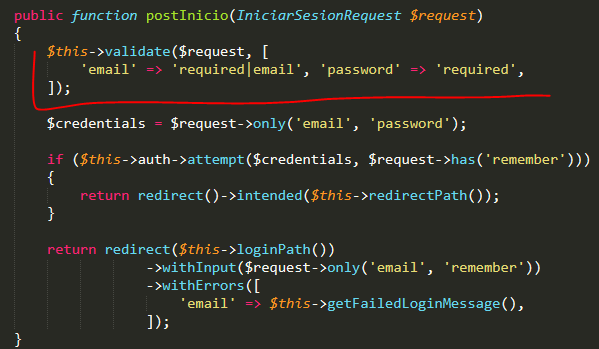 public function postInicio(IniciarSesionRequest $request)
{
$this->validate($request, [
'email' => 'required|email', 'password' => 'required',
]);
$credentials = $request->only('email', 'password');
if ($this->auth->attempt($credentials, $request->has('remember')))
{
return redirect()->intended($this->redirectPath());
}
return redirect($this->loginPath())
->withInput($request->only('email', 'remember'))
->withErrors([
'email' => $this->getFailedLoginMessage(),
]);
}